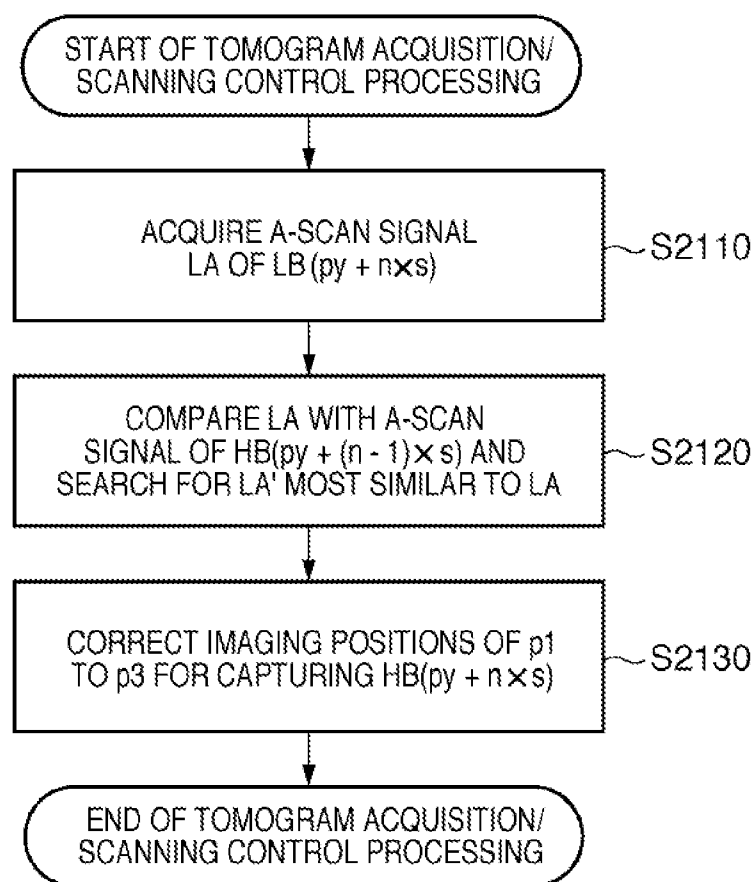 START OF TOMOGRAM ACQUISITION/
SCANNING CONTROL PROCESSING
ACQUIRE A-SCAN SIGNAL
LA OF LB(py + n×s)
S2110
COMPARE LA WITH A-SCAN
SIGNAL OF HB(py + (n - 1)×s) AND
SEARCH FOR LA' MOST SIMILAR TO LA
S2120
CORRECT IMAGING POSITIONS OF p1
TO p3 FOR CAPTURING HB(py + n×s)
S2130
END OF TOMOGRAM ACQUISITION/
SCANNING CONTROL PROCESSING